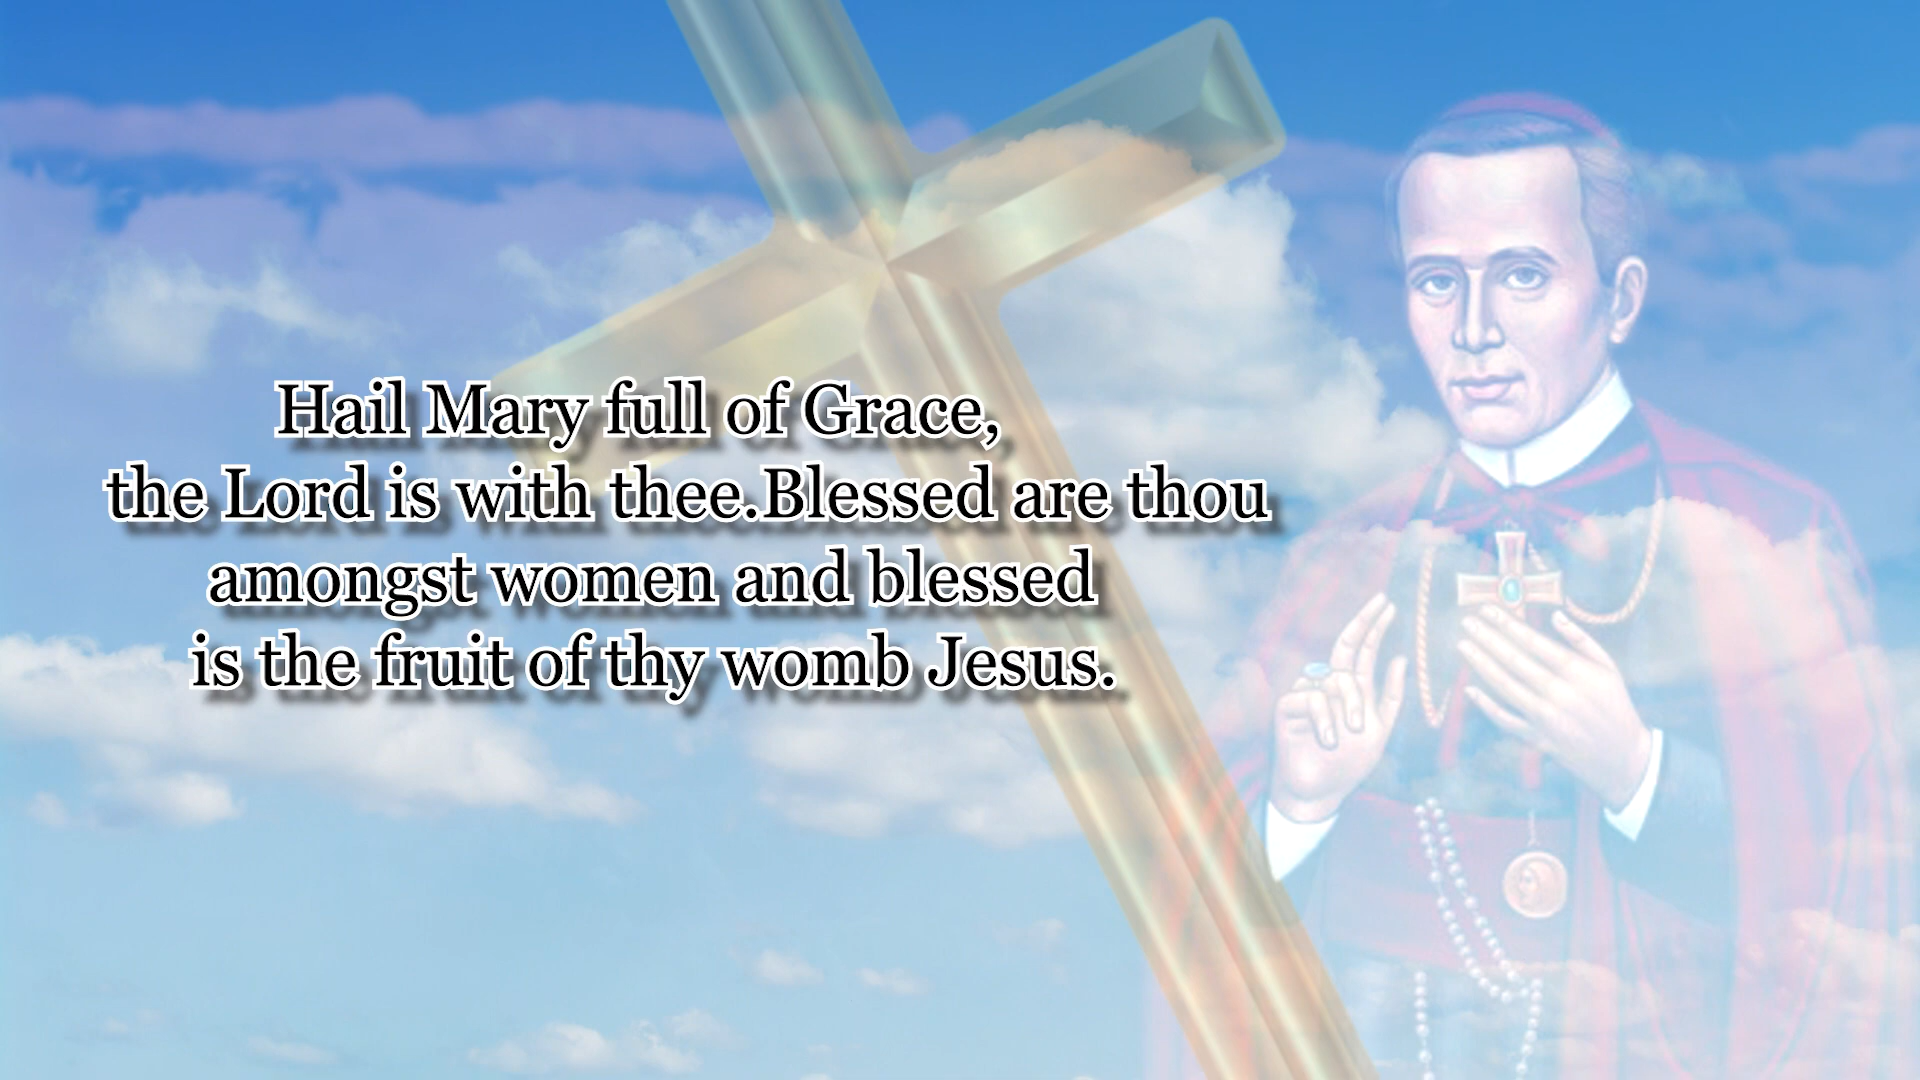 Hail Mary full of Grace,
the Lord is with thee.Blessed are thou
amongst women and blessed
is the fruit of thy womb Jesus.